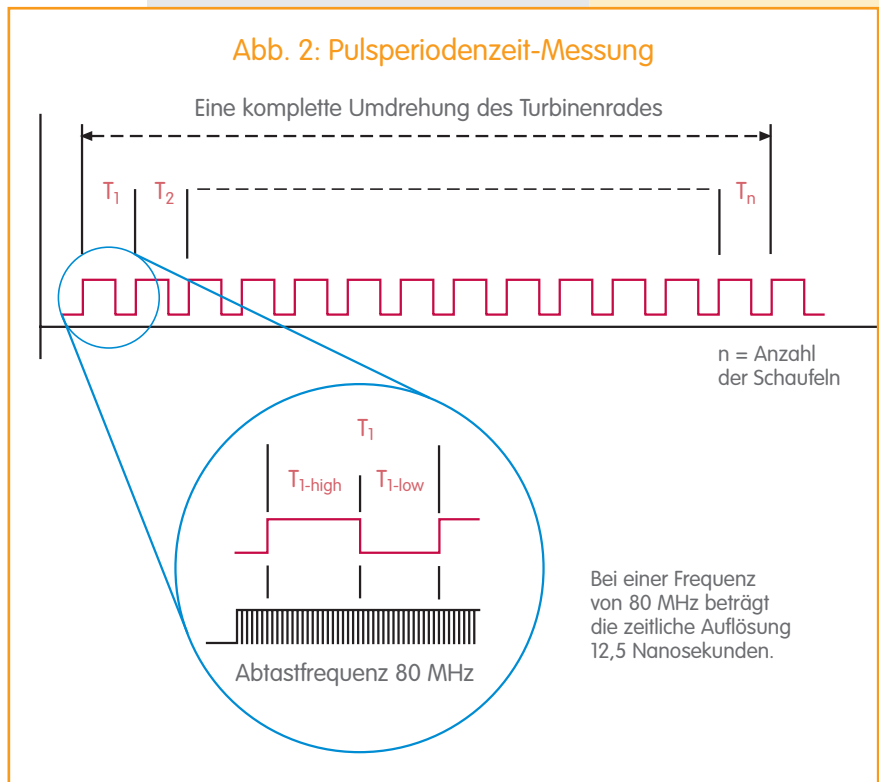 Abb. 2: Pulsperiodenzeit-Messung
Eine komplette Umdrehung des Turbinenrades
T1 T2 Tn
n = Anzahl
der Schaufeln
T1
T1-high T1-low
Abtastfrequenz 80 MHz
Bei einer Frequenz
von 80 MHz beträgt
die zeitliche Auflösung
12,5 Nanosekunden.